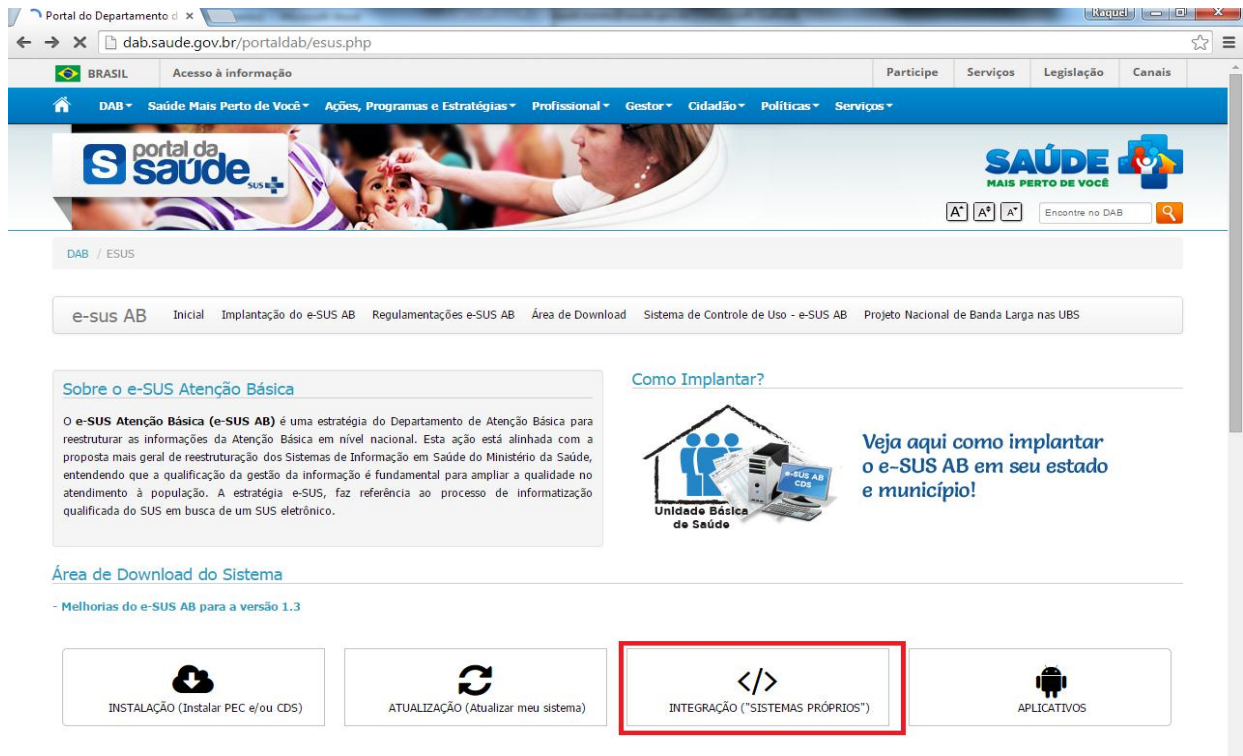 Portal do Departamento d
Raquel
dab.saude.gov.br/portaldab/esus.php
BRASIL Acesso à informação Participe Serviços Legislação Canais
DAB Saúde Mais Perto de Você Ações, Programas e Estratégias Profissional Gestor Cidadão Políticas Serviços
S portal da saúde SUS
SAÚDE
MAIS PERTO DE VOCÊ
A+ A° A-
Encontre no DAB
DAB / ESUS
e-sus AB Inicial Implantação do e-SUS AB Regulamentações e-SUS AB Área de Download Sistema de Controle de Uso - e-SUS AB Projeto Nacional de Banda Larga nas UBS
Sobre o e-SUS Atenção Básica
O e-SUS Atenção Básica (e-SUS AB) é uma estratégia do Departamento de Atenção Básica para
reestruturar as informações da Atenção Básica em nível nacional. Esta ação está alinhada com a
proposta mais geral de reestruturação dos Sistemas de Informação em Saúde do Ministério da Saúde,
entendendo que a qualificação da gestão da informação é fundamental para ampliar a qualidade no
atendimento à população. A estratégia e-SUS, faz referência ao processo de informatização
qualificada do SUS em busca de um SUS eletrônico.
Como Implantar?
e-SUS AB
CDS
Unidade Básica
de Saúde
Veja aqui como implantar
o e-SUS AB em seu estado
e município!
Área de Download do Sistema
- Melhorias do e-SUS AB para a versão 1.3
</>
INSTALAÇÃO (Instalar PEC e/ou CDS) ATUALIZAÇÃO (Atualizar meu sistema) INTEGRAÇÃO ("SISTEMAS PRÓPRIOS") APLICATIVOS